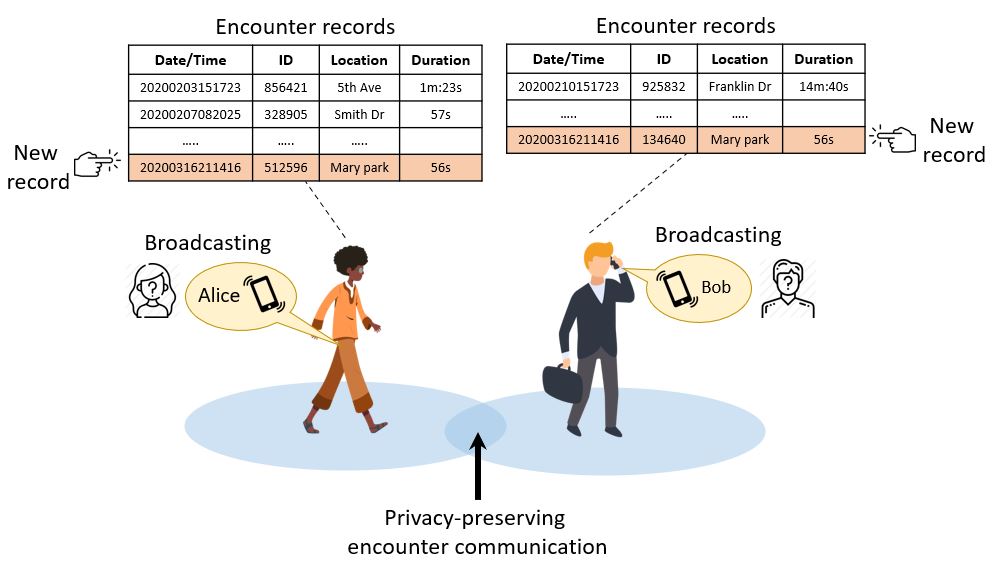 Encounter records
Date/Time ID Location Duration
20200203151723 856421 5th Ave 1m:23s
20200207082025 328905 Smith Dr 57s
..... ..... .....
20200316211416 512596 Mary park 56s
New
record
Encounter records
Date/Time ID Location Duration
20200210151723 925832 Franklin Dr 14m:40s
..... ..... .....
20200316211416 134640 Mary park 56s
New
record
Broadcasting
?
Alice
Broadcasting
Bob
?
Privacy-preserving
encounter communication